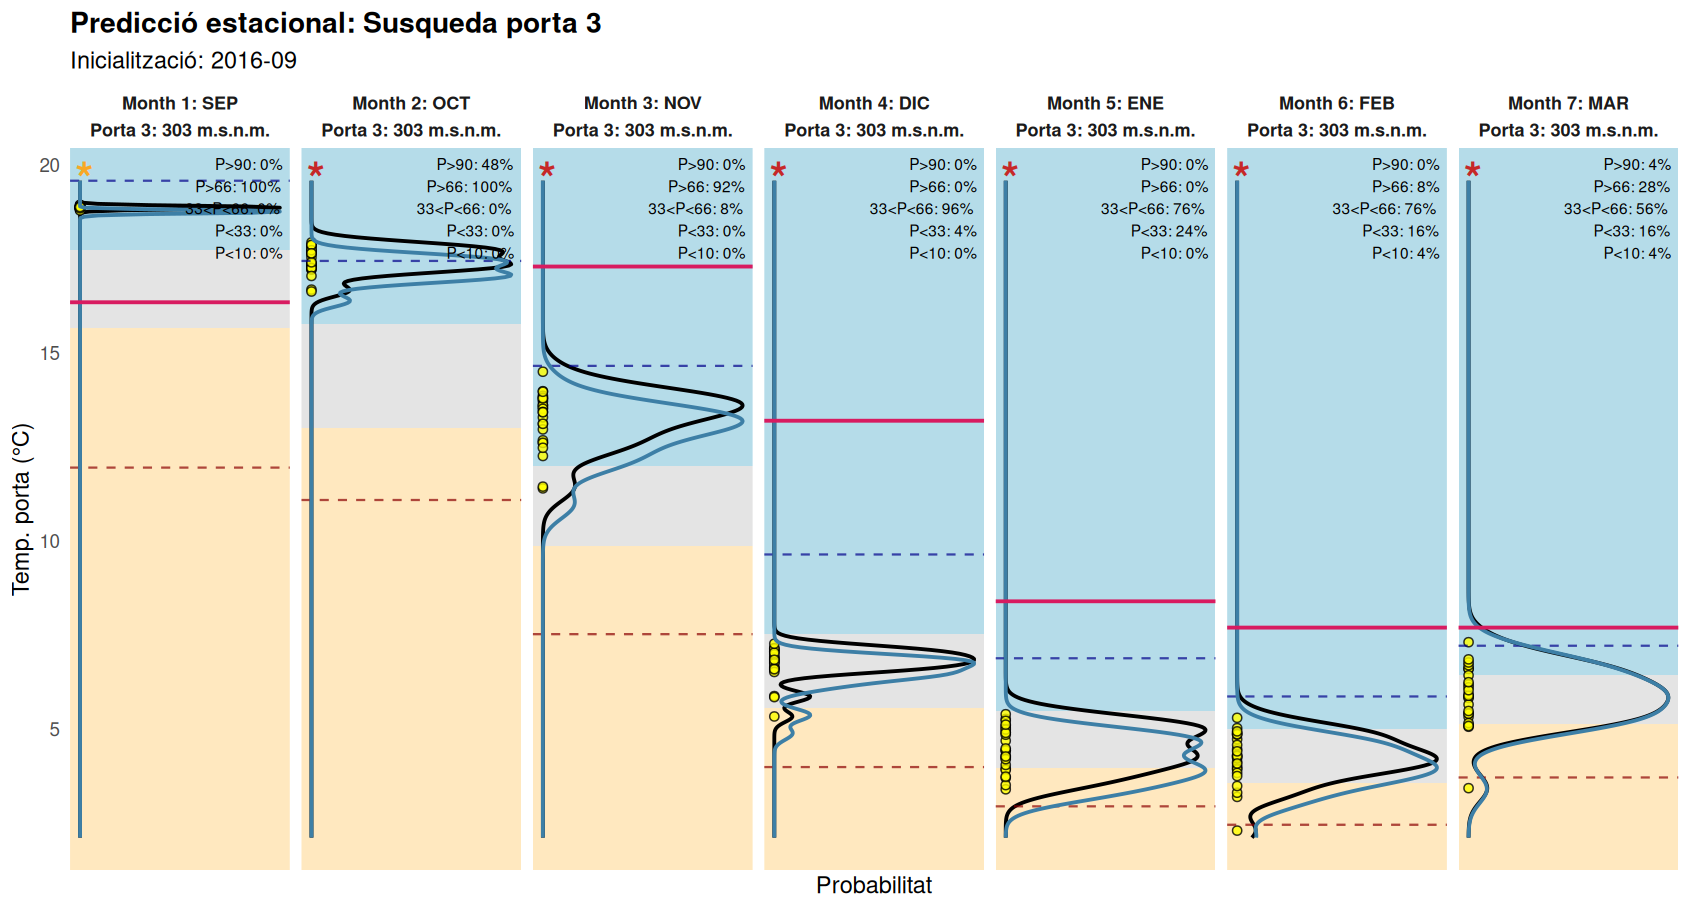 Predicció estacional: Susqueda porta 3
Inicialització: 2016-09
Month 1: SEP
Porta 3: 303 m.s.n.m.
Month 2: OCT
Porta 3: 303 m.s.n.m.
Month 3: NOV
Porta 3: 303 m.s.n.m.
Month 4: DIC
Porta 3: 303 m.s.n.m.
Month 5: ENE
Porta 3: 303 m.s.n.m.
Month 6: FEB
Porta 3: 303 m.s.n.m.
Month 7: MAR
Porta 3: 303 m.s.n.m.
Temp. porta (°C)
20
15
10
5
*
P>90: 0%
P>66: 100%
33<P<66: 0%
P<33: 0%
P<10: 0%
*
P>90: 48%
P>66: 100%
33<P<66: 0%
P<33: 0%
P<10: 0%
*
P>90: 0%
P>66: 92%
33<P<66: 8%
P<33: 0%
P<10: 0%
*
P>90: 0%
P>66: 0%
33<P<66: 96%
P<33: 4%
P<10: 0%
*
P>90: 0%
P>66: 0%
33<P<66: 76%
P<33: 24%
P<10: 0%
*
P>90: 0%
P>66: 8%
33<P<66: 76%
P<33: 16%
P<10: 4%
*
P>90: 4%
P>66: 28%
33<P<66: 56%
P<33: 16%
P<10: 4%
Probabilitat